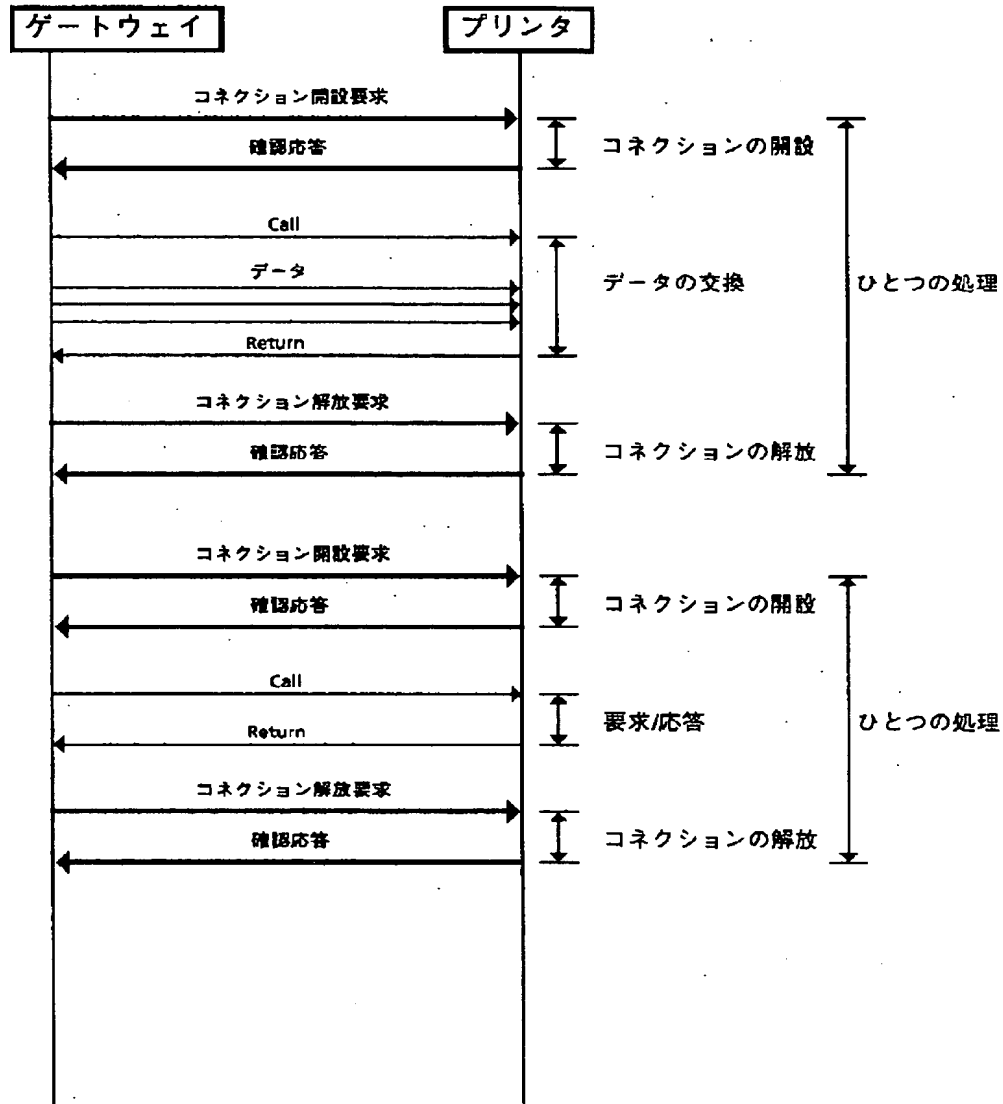 ゲートウェイ
プリンタ
コネクション開設要求
確認応答
コネクションの開設
Call
データ
データの交換
ひとつの処理
Return
コネクション解放要求
確認応答
コネクションの解放
コネクション開設要求
確認応答
コネクションの開設
Call
要求/応答
ひとつの処理
Return
コネクション解放要求
確認応答
コネクションの解放